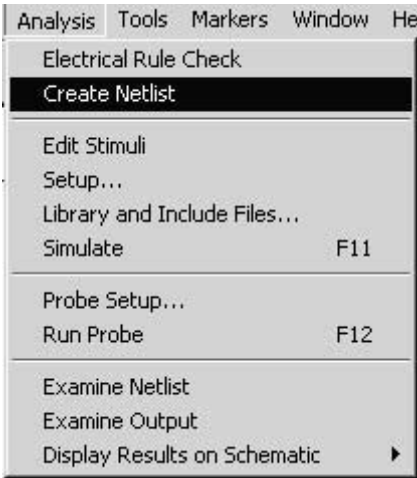 Analysis Tools Markers Window He
Electrical Rule Check
Create Netlist
Edit Stimuli
Setup...
Library and Include Files...
Simulate F11
Probe Setup...
Run Probe F12
Examine Netlist
Examine Output
Display Results on Schematic